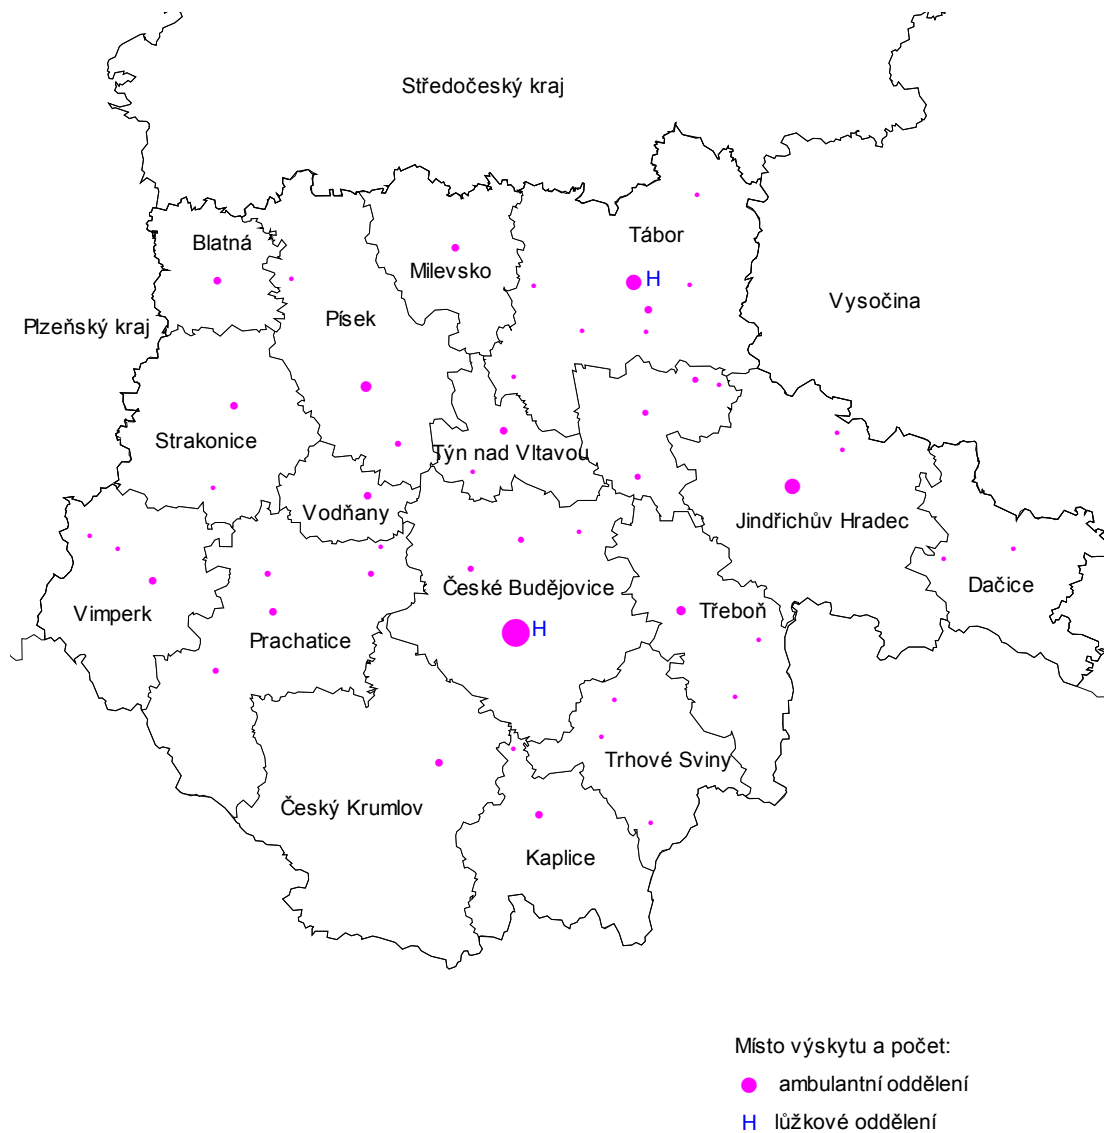 Středočeský kraj
Tábor
Blatná
Milevsko
H
Vysočina
Písek
Plzeňský kraj
Strakonice
Týn nad Vltavou
Vodňany
Jindřichův Hradec
Dačice
České Budějovice
Třeboň
Vimperk
H
Prachatice
Trhové Sviny
Český Krumlov
Kaplice
Místo výskytu a počet:
ambulantní oddělení
H lůžkové oddělení